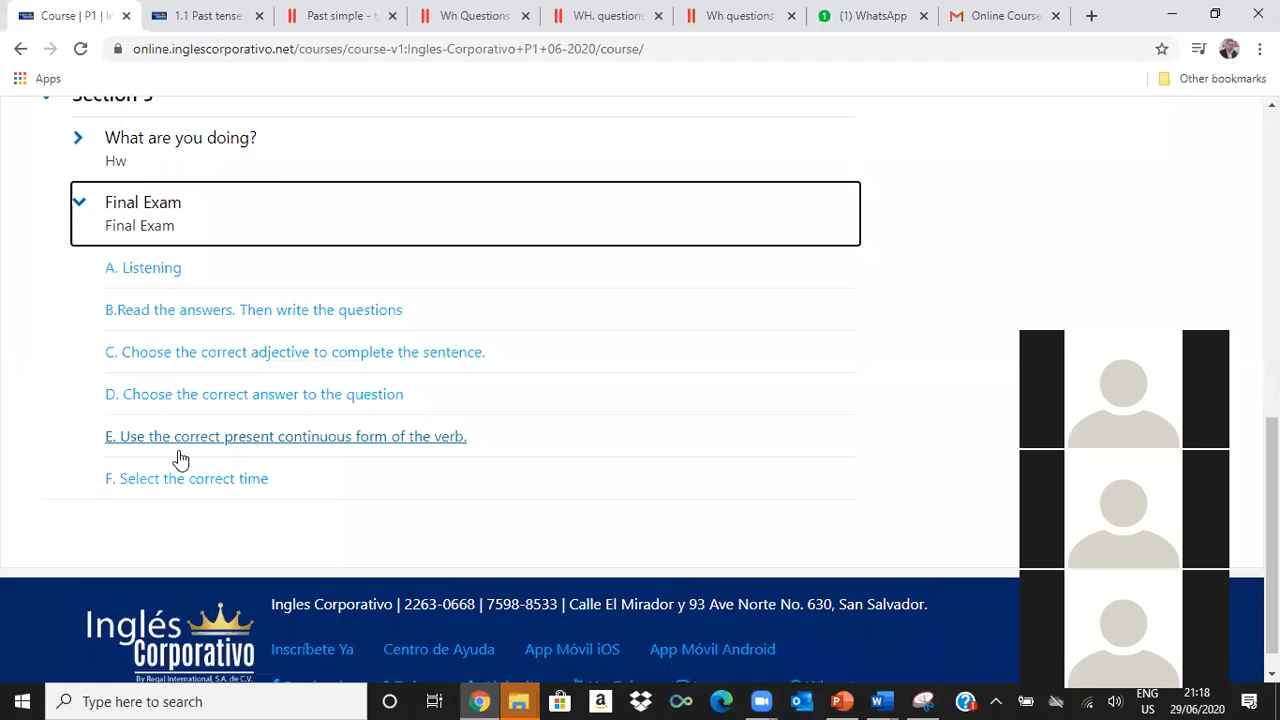 Course | P1 | I
1.1 Past tense
Past simple - t
Wh Questions
WH. questions
Wh questions
(1) WhatsApp
Online Course
online.inglescorporativo.net/courses/course-v1:Ingles-Corporativo+P1+06-2020/course/
Apps
Other bookmarks
What are you doing?
Hw
Final Exam
Final Exam
A. Listening
B.Read the answers. Then write the questions
C. Choose the correct adjective to complete the sentence.
D. Choose the correct answer to the question
E. Use the correct present continuous form of the verb.
F. Select the correct time
Inglés
Corporativo
By Regal International, S.A. de C.V.
Ingles Corporativo | 2263-0668 | 7598-8533 | Calle El Mirador y 93 Ave Norte No. 630, San Salvador.
Inscríbete Ya
Centro de Ayuda
App Móvil iOS
App Móvil Android
Type here to search
ENG
US
21:18
29/06/2020